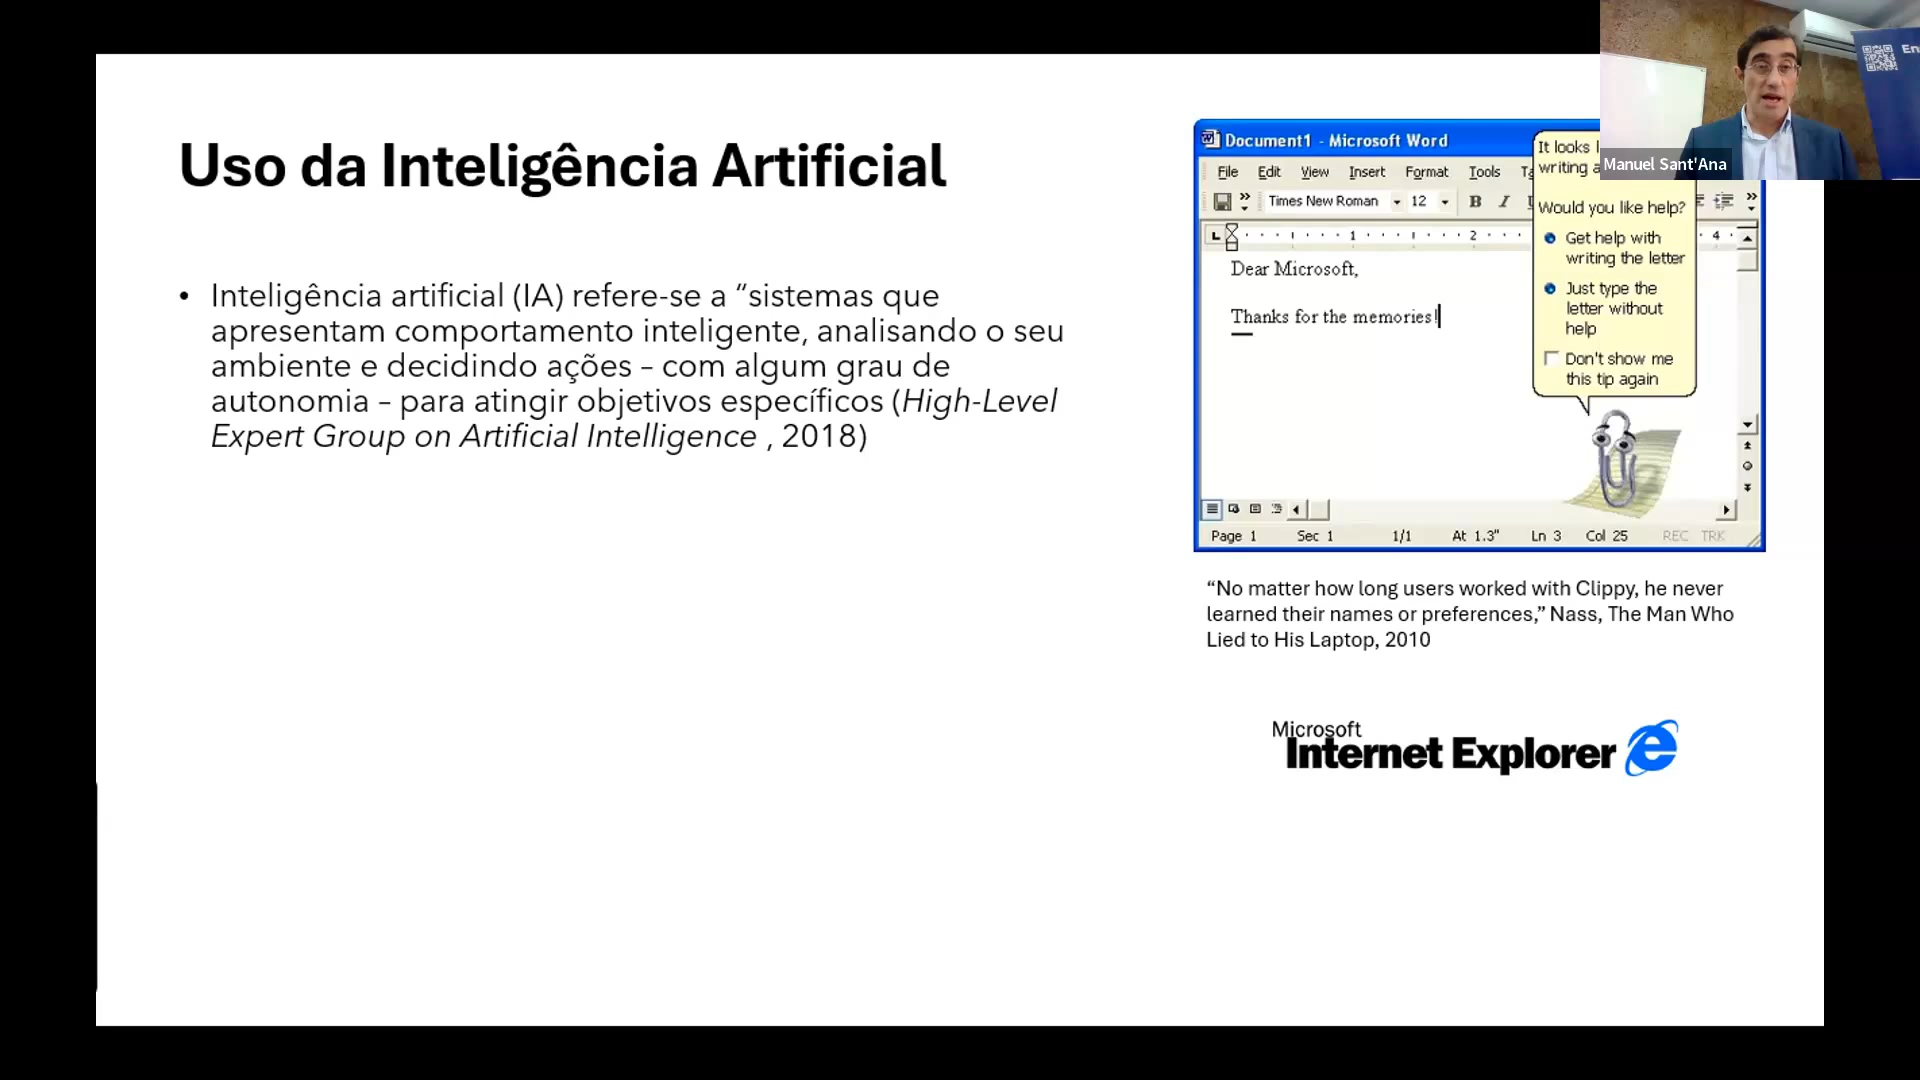 Uso da Inteligência Artificial
• Inteligência artificial (IA) refere-se a “sistemas que
apresentam comportamento inteligente, analisando o seu
ambiente e decidindo ações – com algum grau de
autonomia – para atingir objetivos específicos (High-Level
Expert Group on Artificial Intelligence , 2018)
Document1 - Microsoft Word
File Edit View Insert Format Tools
Times New Roman 12 B I
1 2 4
Dear Microsoft,
Thanks for the memories!
It looks
writing a
Would you like help?
Get help with
writing the letter
Just type the
letter without
help
Don't show me
this tip again
Page 1 Sec 1 1/1 At 1.3" Ln 3 Col 25 REC TRK
“No matter how long users worked with Clippy, he never
learned their names or preferences,” Nass, The Man Who
Lied to His Laptop, 2010
Microsoft
Internet Explorer
Manuel Sant'Ana